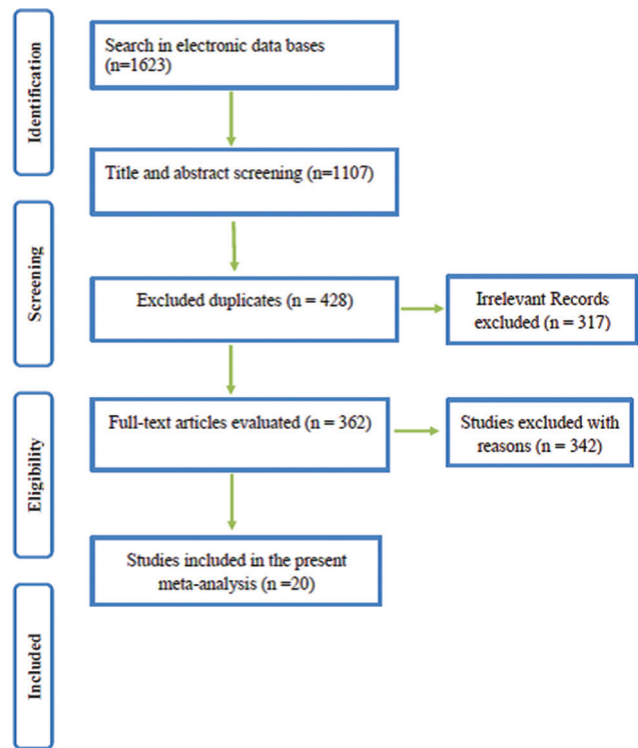 Identification
Search in electronic data bases
(n=1623)
Title and abstract screening (n=1107)
Screening
Excluded duplicates (n = 428)
Irrelevant Records
excluded (n = 317)
Eligibility
Full-text articles evaluated (n = 362)
Studies excluded with
reasons (n = 342)
Studies included in the present
meta-analysis (n =20)
Included